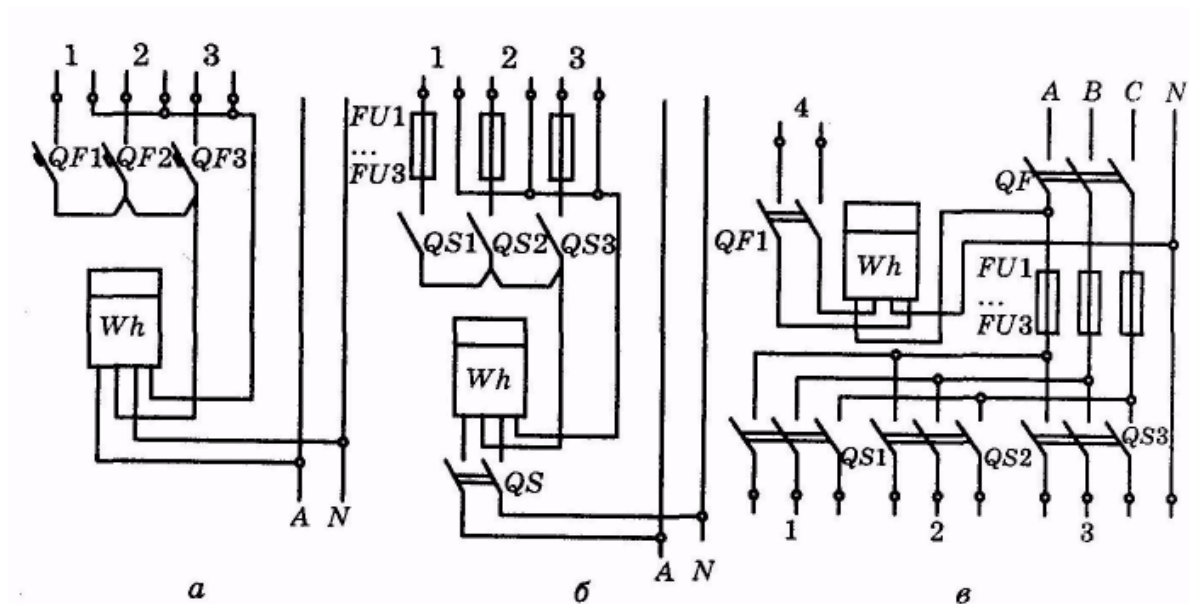 1 2 3
QF1 QF2 QF3
Wh
A N
а
1 2 3
FU1
...
FU3
QS1 QS2 QS3
Wh
QS
A N
б
A B C N
4
QF
QF1
Wh
FU1
...
FU3
QS1 QS2 QS3
1 2 3
в